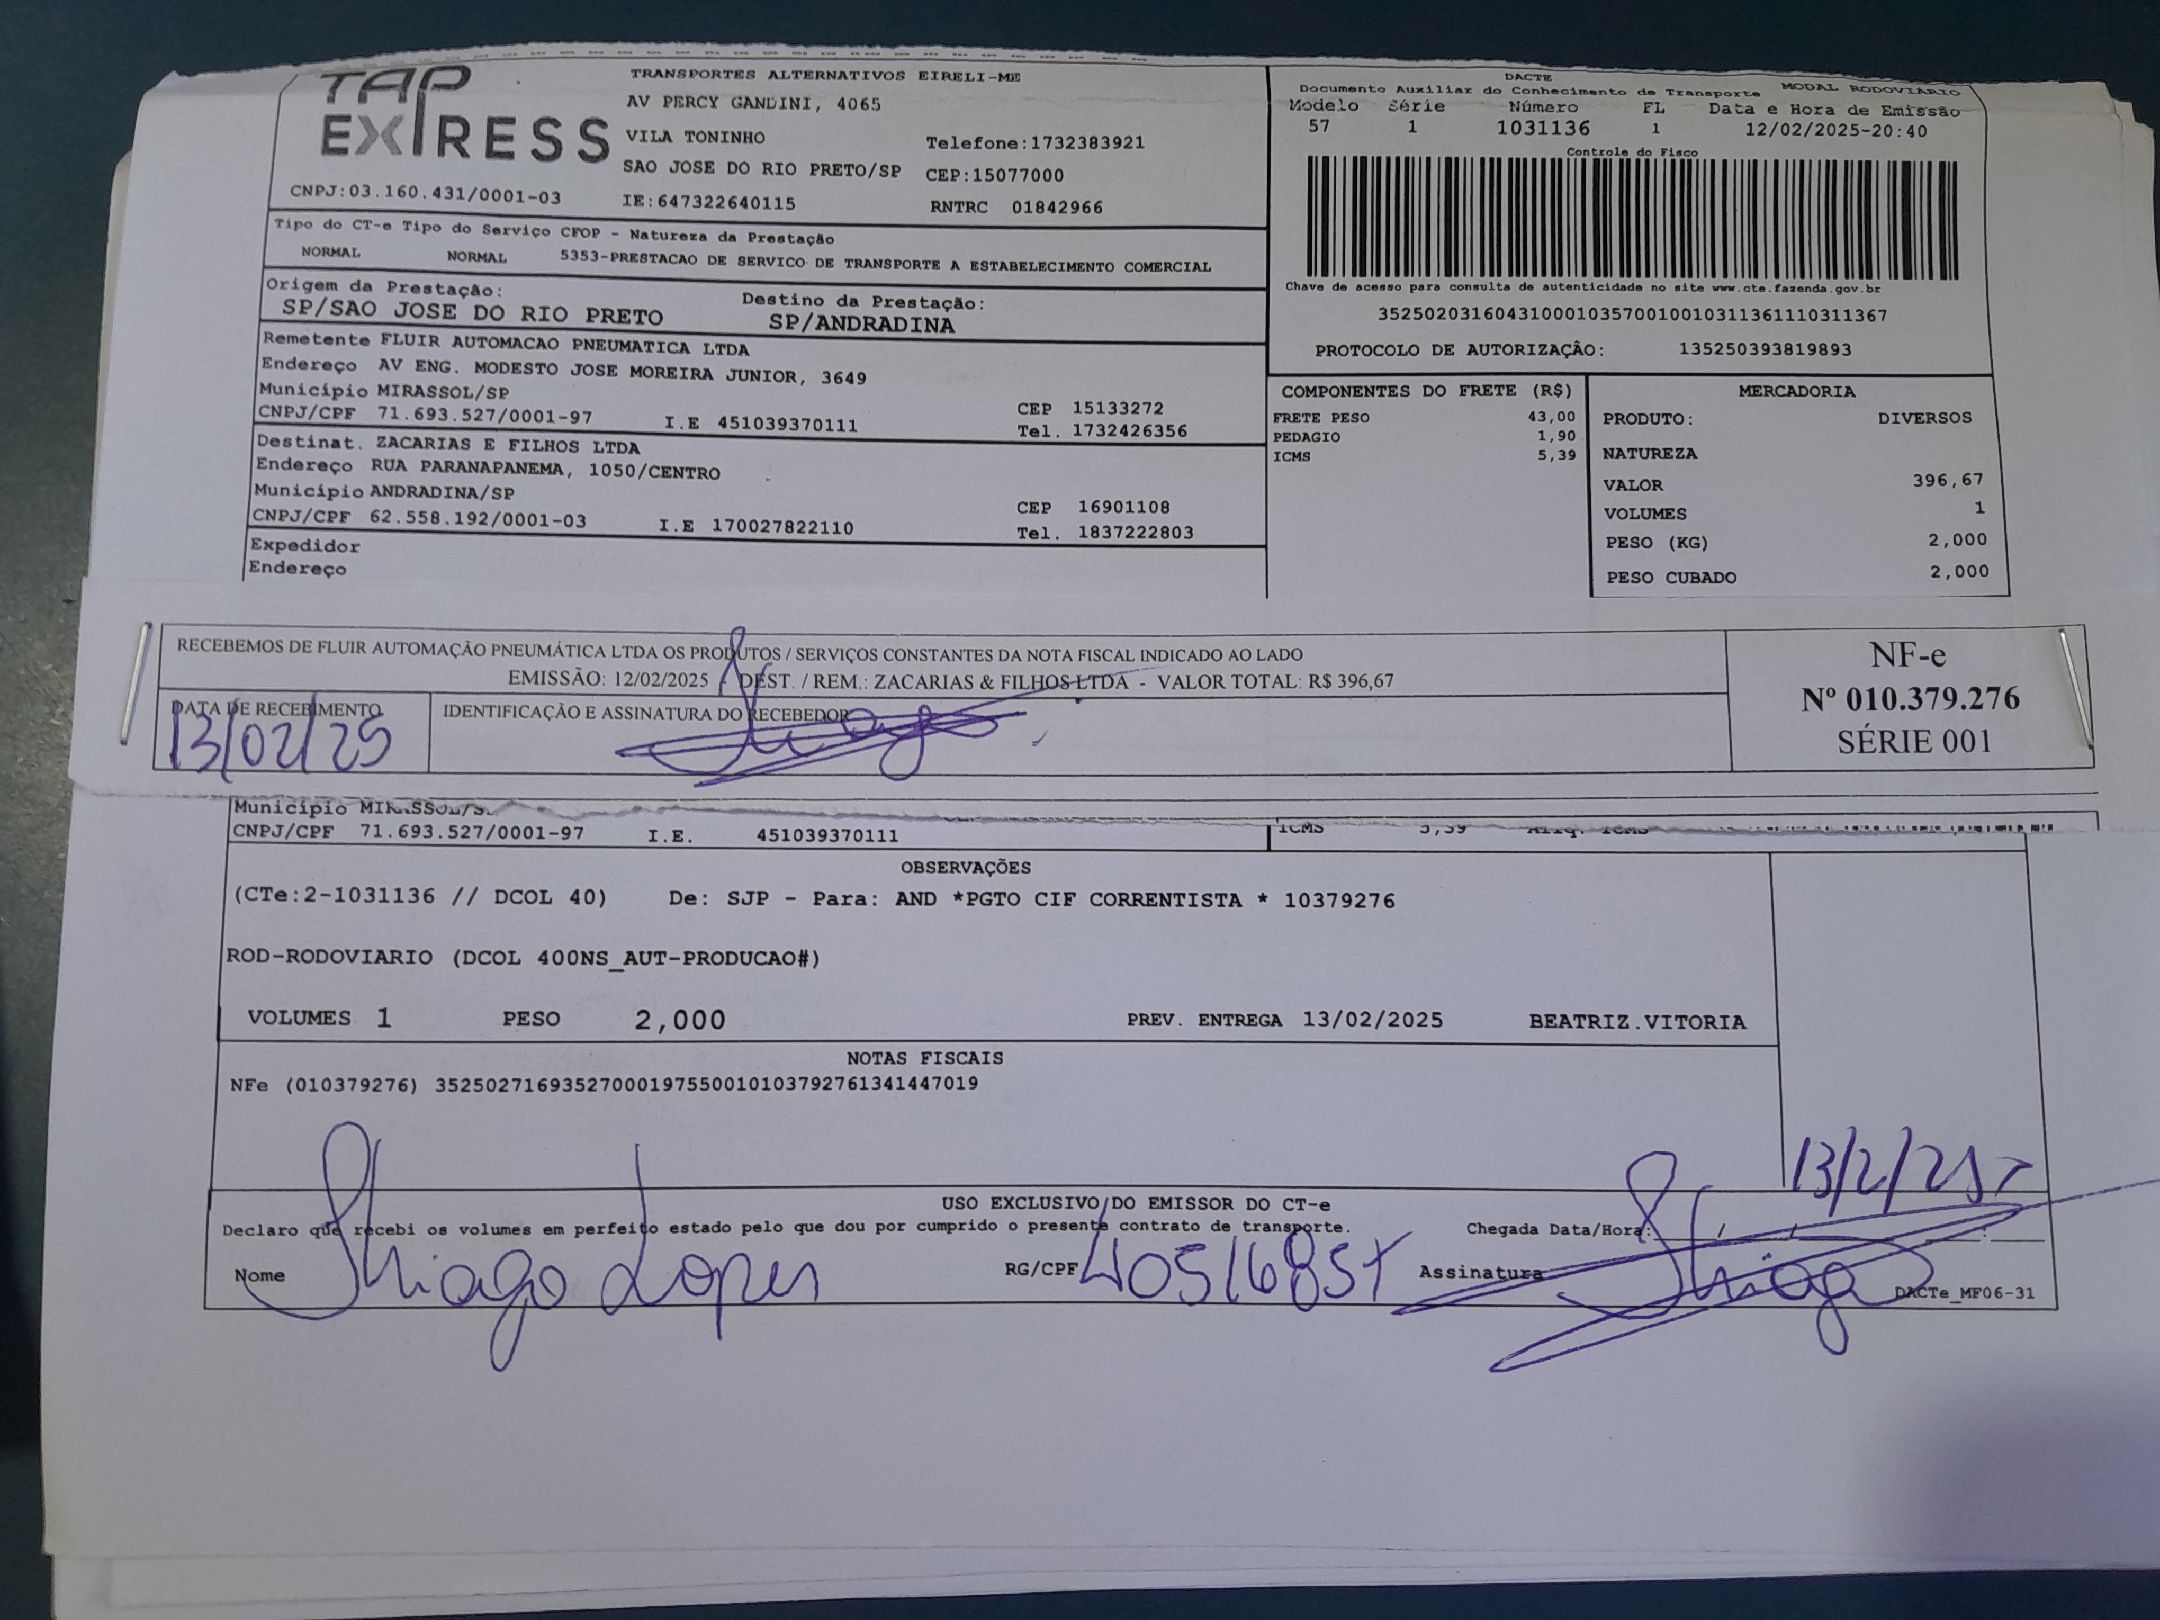 TAP EXPRESS
TRANSPORTES ALTERNATIVOS EIRELI-ME
AV PERCY GANDINI, 4065
VILA TONINHO Telefone:1732383921
SAO JOSE DO RIO PRETO/SP CEP:15077000
CNPJ:03.160.431/0001-03 IE:647322640115 RNTRC 01842966
DACTE
Documento Auxiliar do Conhecimento de Transporte MODAL RODOVIÁRIO
Modelo Série Número FL Data e Hora de Emissão
57 1 1031136 1 12/02/2025-20:40
Controle do Fisco
Chave de acesso para consulta de autenticidade no site www.cte.fazenda.gov.br
35250203160431000103570010010311361110311367
PROTOCOLO DE AUTORIZAÇÂO: 135250393819893
Tipo do CT-e Tipo do Serviço CFOP - Natureza da Prestação
NORMAL NORMAL 5353-PRESTACAO DE SERVICO DE TRANSPORTE A ESTABELECIMENTO COMERCIAL
Origem da Prestação: Destino da Prestação:
SP/SAO JOSE DO RIO PRETO SP/ANDRADINA
Remetente FLUIR AUTOMACAO PNEUMATICA LTDA
Endereço AV ENG. MODESTO JOSE MOREIRA JUNIOR, 3649
Município MIRASSOL/SP CEP 15133272
CNPJ/CPF 71.693.527/0001-97 I.E 451039370111 Tel. 1732426356
Destinat. ZACARIAS E FILHOS LTDA
Endereço RUA PARANAPANEMA, 1050/CENTRO
Município ANDRADINA/SP CEP 16901108
CNPJ/CPF 62.558.192/0001-03 I.E 170027822110 Tel. 1837222803
Expedidor
Endereço
COMPONENTES DO FRETE (R$)
FRETE PESO 43,00
PEDAGIO 1,90
ICMS 5,39
MERCADORIA
PRODUTO: DIVERSOS
NATUREZA
VALOR 396,67
VOLUMES 1
PESO (KG) 2,000
PESO CUBADO 2,000
RECEBEMOS DE FLUIR AUTOMAÇÃO PNEUMÁTICA LTDA OS PRODUTOS / SERVIÇOS CONSTANTES DA NOTA FISCAL INDICADO AO LADO
EMISSÃO: 12/02/2025 - DEST. / REM.: ZACARIAS & FILHOS LTDA - VALOR TOTAL: R$ 396,67
DATA DE RECEBIMENTO IDENTIFICAÇÃO E ASSINATURA DO RECEBEDOR
13/02/25 Thiago
NF-e
Nº 010.379.276
SÉRIE 001
Município MIRASSOL/S
CNPJ/CPF 71.693.527/0001-97 I.E. 451039370111 ICMS 5,39 Aliq. ICMS
OBSERVAÇÕES
(CTe:2-1031136 // DCOL 40) De: SJP - Para: AND *PGTO CIF CORRENTISTA * 10379276
ROD-RODOVIARIO (DCOL 400NS_AUT-PRODUCAO#)
VOLUMES 1 PESO 2,000 PREV. ENTREGA 13/02/2025 BEATRIZ.VITORIA
NOTAS FISCAIS
NFe (010379276) 35250271693527000197550010103792761341447019
13/2/25
USO EXCLUSIVO DO EMISSOR DO CT-e
Declaro que recebi os volumes em perfeito estado pelo que dou por cumprido o presente contrato de transporte. Chegada Data/Hora: / / :
Nome Thiago Lopes RG/CPF Assinatura Thiago
DACTe_MF06-31